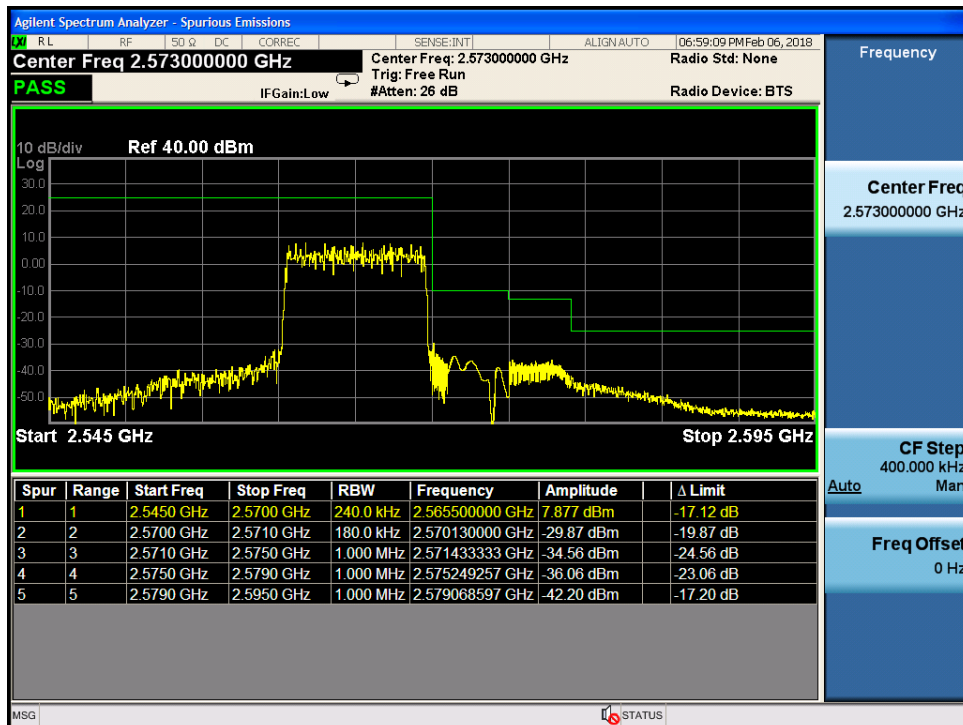 Agilent Spectrum Analyzer - Spurious Emissions
LXI RL RF 50 Ω DC CORREC SENSE:INT ALIGN AUTO 06:59:09 PM Feb 06, 2018
Center Freq 2.573000000 GHz
Center Freq: 2.573000000 GHz
Radio Std: None
Trig: Free Run
PASS
IFGain:Low
#Atten: 26 dB
Radio Device: BTS
10 dB/div Ref 40.00 dBm
Log
30.0
20.0
10.0
0.00
-10.0
-20.0
-30.0
-40.0
-50.0
Start 2.545 GHz Stop 2.595 GHz
Spur Range Start Freq Stop Freq RBW Frequency Amplitude Δ Limit
1 1 2.5450 GHz 2.5700 GHz 240.0 kHz 2.565500000 GHz 7.877 dBm -17.12 dB
2 2 2.5700 GHz 2.5710 GHz 180.0 kHz 2.570130000 GHz -29.87 dBm -19.87 dB
3 3 2.5710 GHz 2.5750 GHz 1.000 MHz 2.571433333 GHz -34.56 dBm -24.56 dB
4 4 2.5750 GHz 2.5790 GHz 1.000 MHz 2.575249257 GHz -36.06 dBm -23.06 dB
5 5 2.5790 GHz 2.5950 GHz 1.000 MHz 2.579068597 GHz -42.20 dBm -17.20 dB
MSG STATUS
Frequency
Center Freq
2.573000000 GHz
CF Step
400.000 kHz
Auto Man
Freq Offset
0 Hz